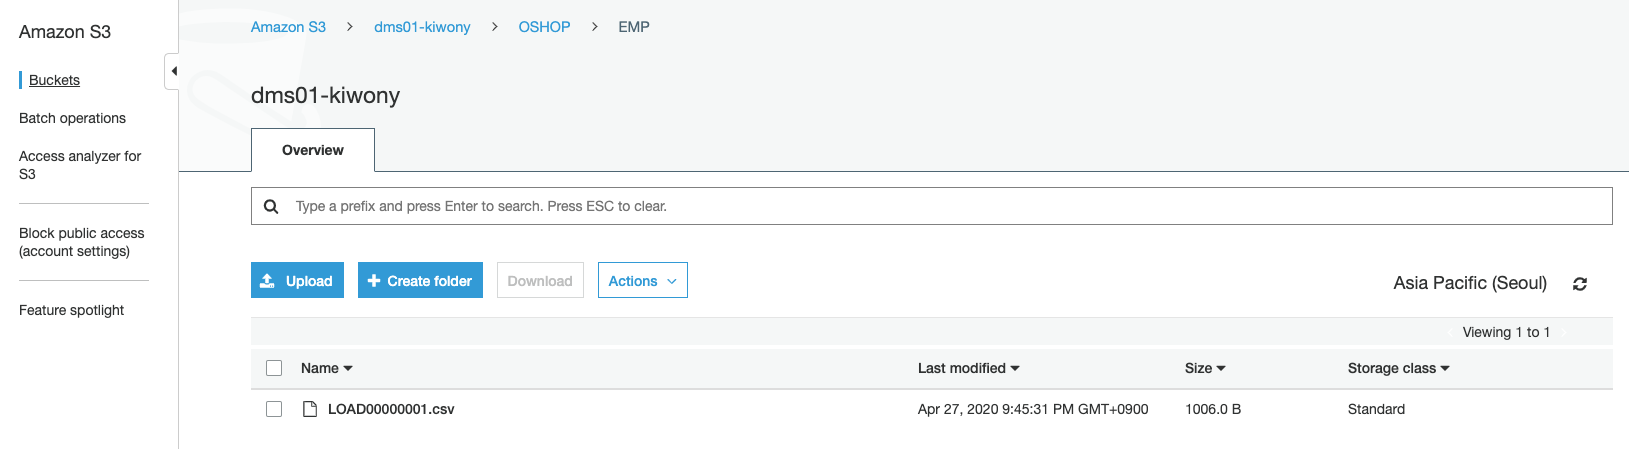 Amazon S3
Buckets
Batch operations
Access analyzer for
S3
Block public access
(account settings)
Feature spotlight
Amazon S3 > dms01-kiwony > OSHOP > EMP
dms01-kiwony
Overview
Type a prefix and press Enter to search. Press ESC to clear.
Upload + Create folder Download Actions Asia Pacific (Seoul)
Viewing 1 to 1
Name Last modified Size Storage class
LOAD00000001.csv Apr 27, 2020 9:45:31 PM GMT+0900 1006.0 B Standard